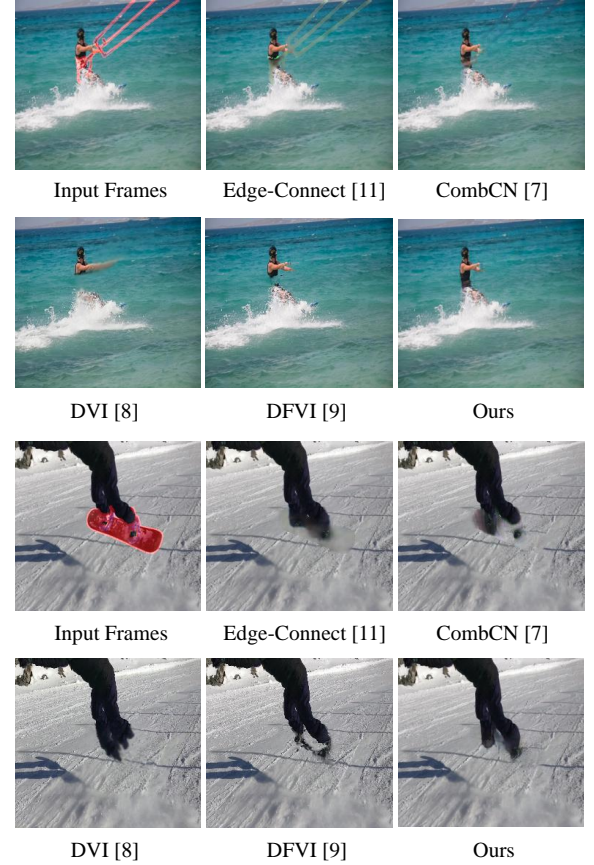 Input Frames Edge-Connect [11] CombCN [7]
DVI [8] DFVI [9] Ours
Input Frames Edge-Connect [11] CombCN [7]
DVI [8] DFVI [9] Ours